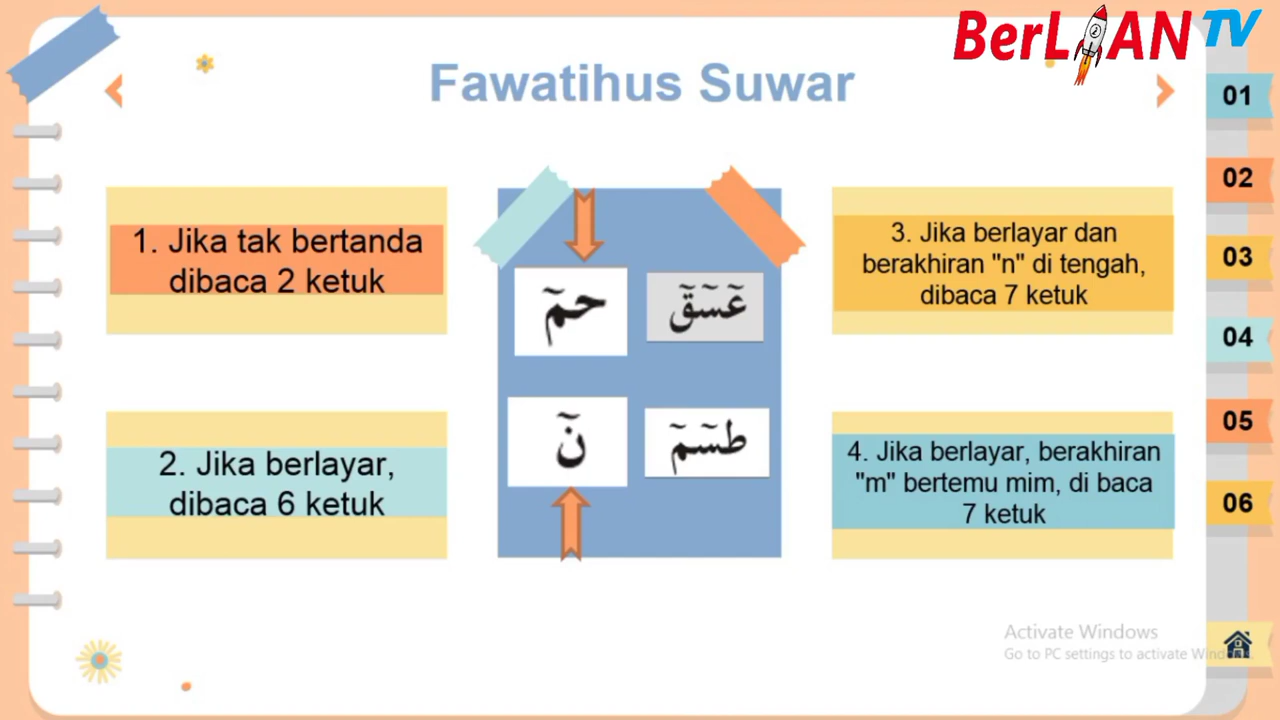 BerLIAN TV
Fawatihus Suwar
1. Jika tak bertanda
dibaca 2 ketuk
2. Jika berlayar,
dibaca 6 ketuk
حمٓ
عٓسٓقٓ
نٓ
طسٓمٓ
3. Jika berlayar dan
berakhiran "n" di tengah,
dibaca 7 ketuk
4. Jika berlayar, berakhiran
"m" bertemu mim, di baca
7 ketuk
01
02
03
04
05
06
Activate Windows
Go to PC settings to activate Windows.